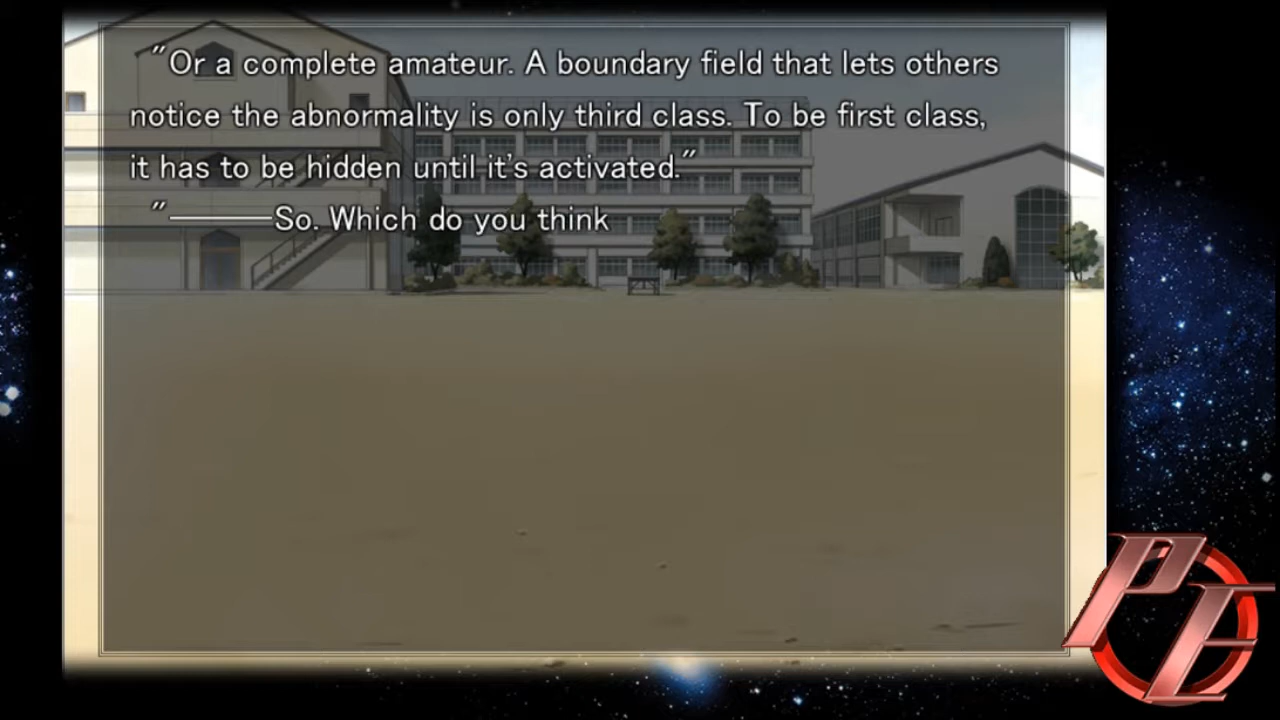 "Or a complete amateur. A boundary field that lets others
notice the abnormality is only third class. To be first class,
it has to be hidden until it's activated."
"―――So. Which do you think
PE